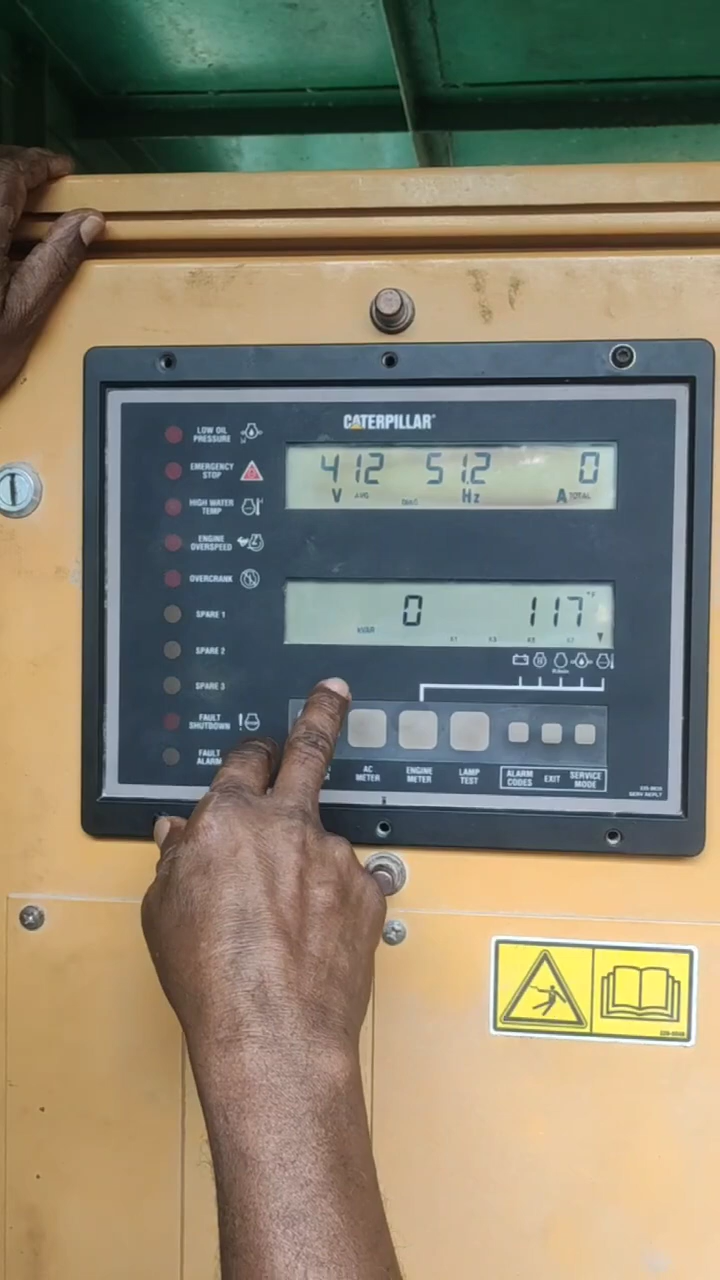 CATERPILLAR
LOW OIL
PRESSURE
EMERGENCY
STOP
HIGH WATER
TEMP
ENGINE
OVERSPEED
OVERCRANK
SPARE 1
SPARE 2
SPARE 3
FAULT
SHUTDOWN
FAULT
ALARM
412 51.2 0
V AVG Hz A TOTAL
0 117 °F
kVAR
AC
METER
ENGINE
METER
LAMP
TEST
ALARM
CODES
EXIT
SERVICE
MODE